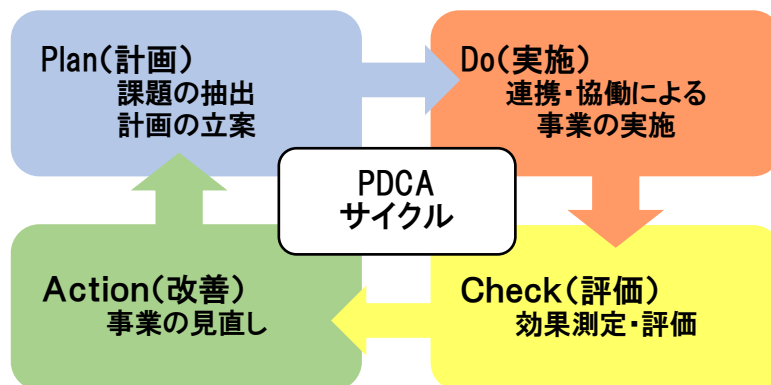 Plan(計画)
課題の抽出
計画の立案
Do(実施)
連携・協働による
事業の実施
PDCA
サイクル
Action(改善)
事業の見直し
Check(評価)
効果測定・評価